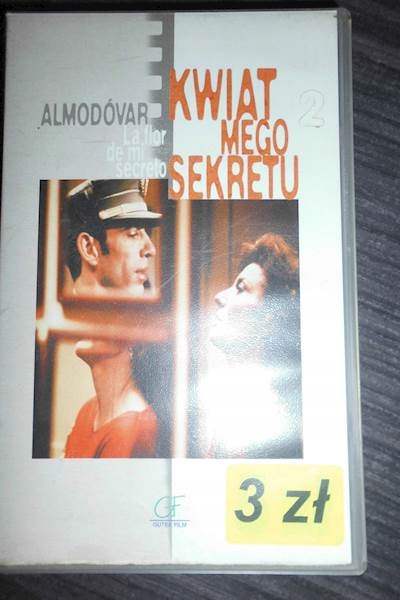 ALMODÓVAR
La flor
de mi
secreto
KWIAT
MEGO
SEKRETU
2
GF
GUTEK FILM
3 zł